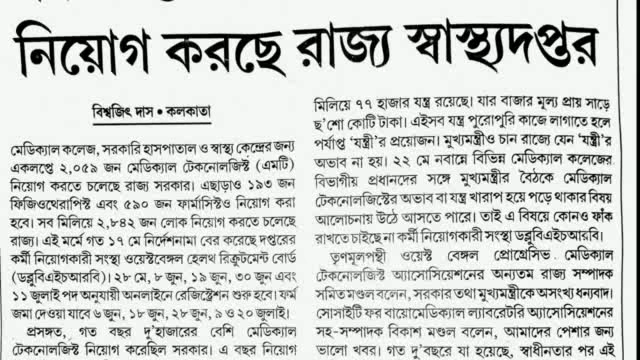 নিয়োগ করছে রাজ্য স্বাস্থ্যদপ্তর
বিশ্বজিৎ দাস • কলকাতা
মেডিক্যাল কলেজ, সরকারি হাসপাতাল ও স্বাস্থ্য কেন্দ্রের জন্য
একলপ্তে ২,০৫৯ জন মেডিক্যাল টেকনোলজিস্ট (এমটি)
নিয়োগ করতে চলেছে রাজ্য সরকার। এছাড়াও ১৯৩ জন
ফিজিওথেরাপিস্ট এবং ৫৯০ জন ফার্মাসিস্টও নিয়োগ করা
হবে। সব মিলিয়ে ২,৮৪২ জন লোক নিয়োগ করতে চলেছে
রাজ্য। এই মর্মে গত ১৭ মে নির্দেশনামা বের করেছে দপ্তরের
কর্মী নিয়োগকারী সংস্থা ওয়েস্টবেঙ্গল হেলথ রিক্রুটমেন্ট বোর্ড
(ডব্লুবিএইচআরবি)। ২৮ মে, ৮ জুন, ১৯ জুন, ৩০ জুন এবং
১১ জুলাই পদ অনুযায়ী অনলাইনে রেজিস্ট্রেশন শুরু হবে। ফর্ম
জমা দেওয়া যাবে ৬ জুন, ১৮ জুন, ২৮ জুন, ৯ ও ২০ জুলাই।
প্রসঙ্গত, গত বছর দু'হাজারের বেশি মেডিক্যাল
টেকনোলজিস্ট নিয়োগ করেছিল সরকার। এ বছর নিয়োগ
মিলিয়ে ৭৭ হাজার যন্ত্র রয়েছে। যার বাজার মূল্য প্রায় সাড়ে
ছ'শো কোটি টাকা। এইসব যন্ত্র পুরোপুরি কাজে লাগাতে হলে
পর্যাপ্ত 'যন্ত্রী'র প্রয়োজন। মুখ্যমন্ত্রীও চান রাজ্যে যেন 'যন্ত্রী'র
অভাব না হয়। ২২ মে নবান্নে বিভিন্ন মেডিক্যাল কলেজের
বিভাগীয় প্রধানদের সঙ্গে মুখ্যমন্ত্রীর বৈঠকে মেডিক্যাল
টেকনোলজিস্টের অভাব বা যন্ত্র খারাপ হয়ে পড়ে থাকার বিষয়
আলোচনায় উঠে আসতে পারে। তাই এ বিষয়ে কোনও ফাঁক
রাখতে চাইছে না কর্মী নিয়োগকারী সংস্থা ডব্লুবিএইচআরবি।
তৃণমূলপন্থী ওয়েস্ট বেঙ্গল প্রোগ্রেসিভ মেডিক্যাল
টেকনোলজিস্ট অ্যাসোসিয়েশনের অন্যতম রাজ্য সম্পাদক
সমিত মণ্ডল বলেন, সরকার তথা মুখ্যমন্ত্রীকে অসংখ্য ধন্যবাদ।
সোসাইটি ফর বায়োমেডিক্যাল ল্যাবরেটরি অ্যাসোসিয়েশনের
সহ-সম্পাদক বিকাশ মণ্ডল বলেন, আমাদের পেশার জন্য
ভালো খবর। গত দু'বছরে যা হয়েছে, স্বাধীনতার পর এই